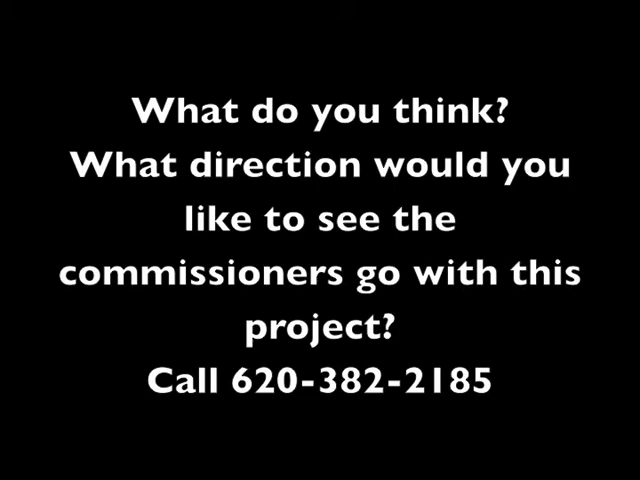 What do you think?
What direction would you
like to see the
commissioners go with this
project?
Call 620-382-2185